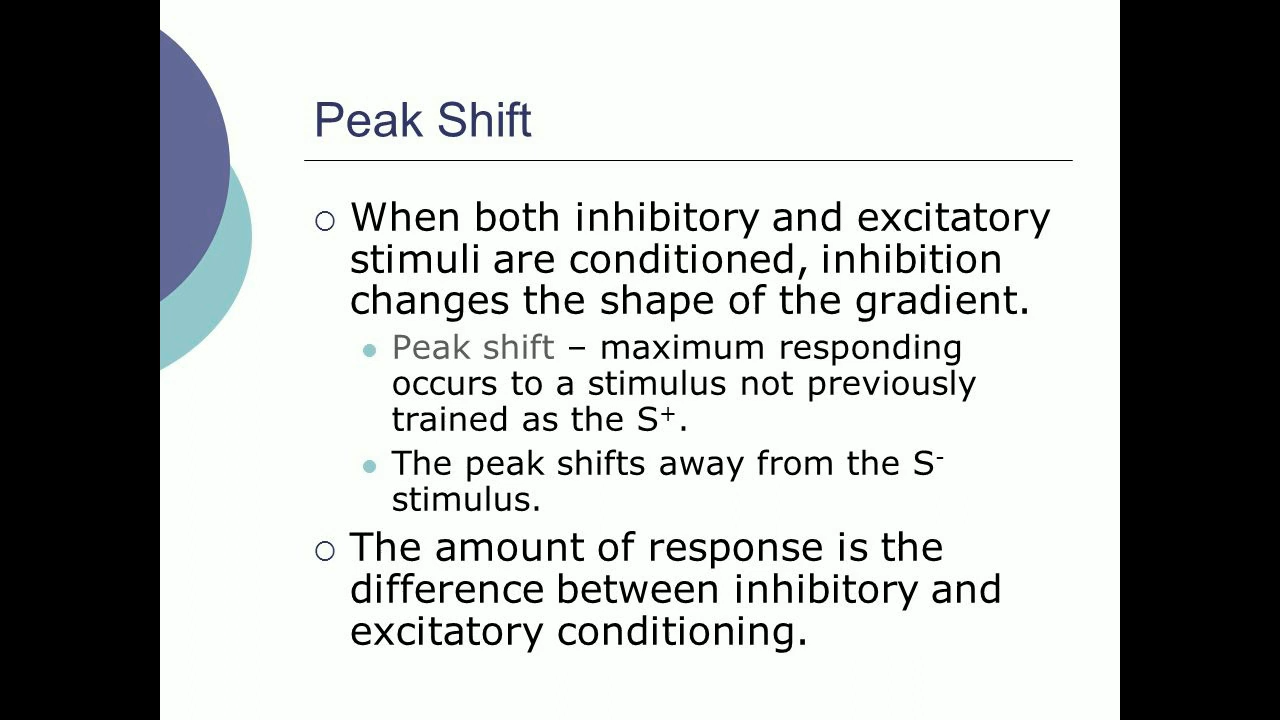 Peak Shift
When both inhibitory and excitatory
stimuli are conditioned, inhibition
changes the shape of the gradient.
Peak shift – maximum responding
occurs to a stimulus not previously
trained as the S⁺.
The peak shifts away from the S⁻
stimulus.
The amount of response is the
difference between inhibitory and
excitatory conditioning.